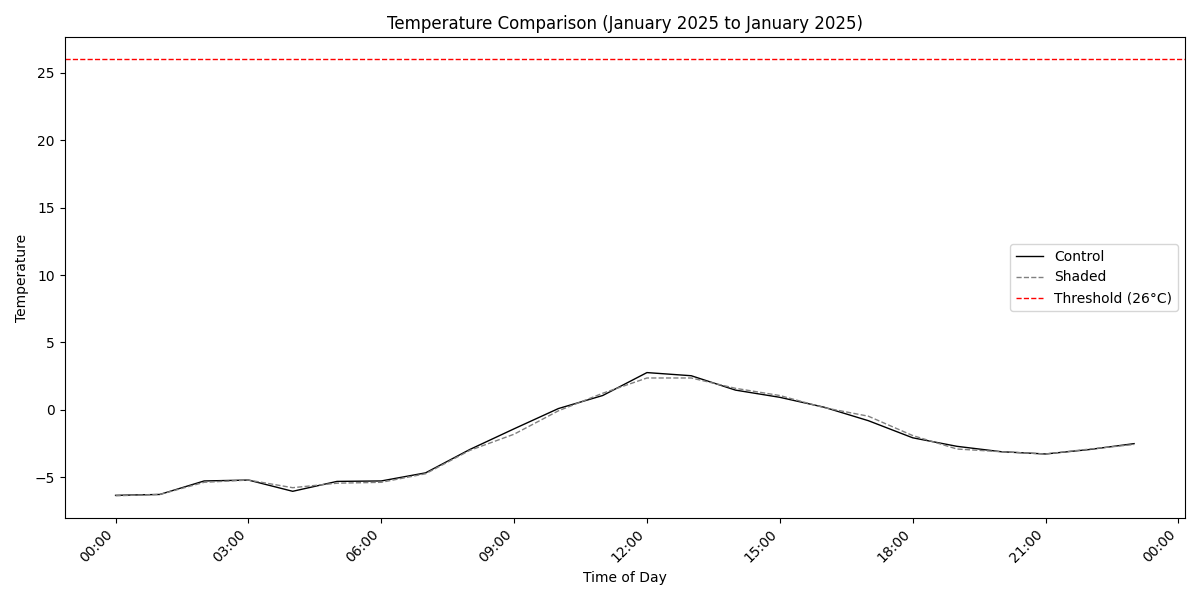 Temperature Comparison (January 2025 to January 2025)
25
20
15
10
5
0
−5
Temperature
Control
Shaded
Threshold (26°C)
00:00
03:00
06:00
09:00
12:00
15:00
18:00
21:00
00:00
Time of Day